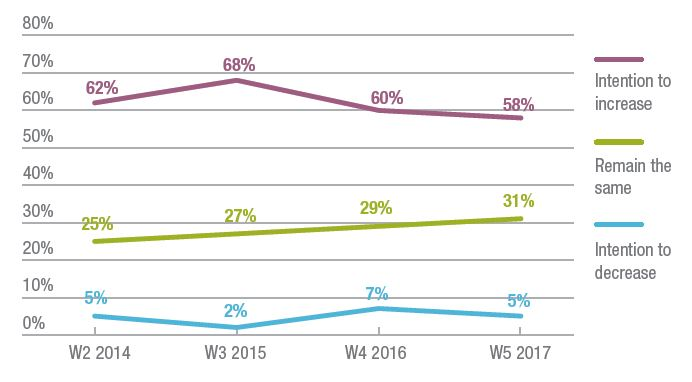 80%
70%
68%
62%
60%
60%
58%
50%
40%
30%
25%
27%
29%
31%
20%
10%
5%
2%
7%
5%
0%
W2 2014
W3 2015
W4 2016
W5 2017
Intention to
increase
Remain the
same
Intention to
decrease